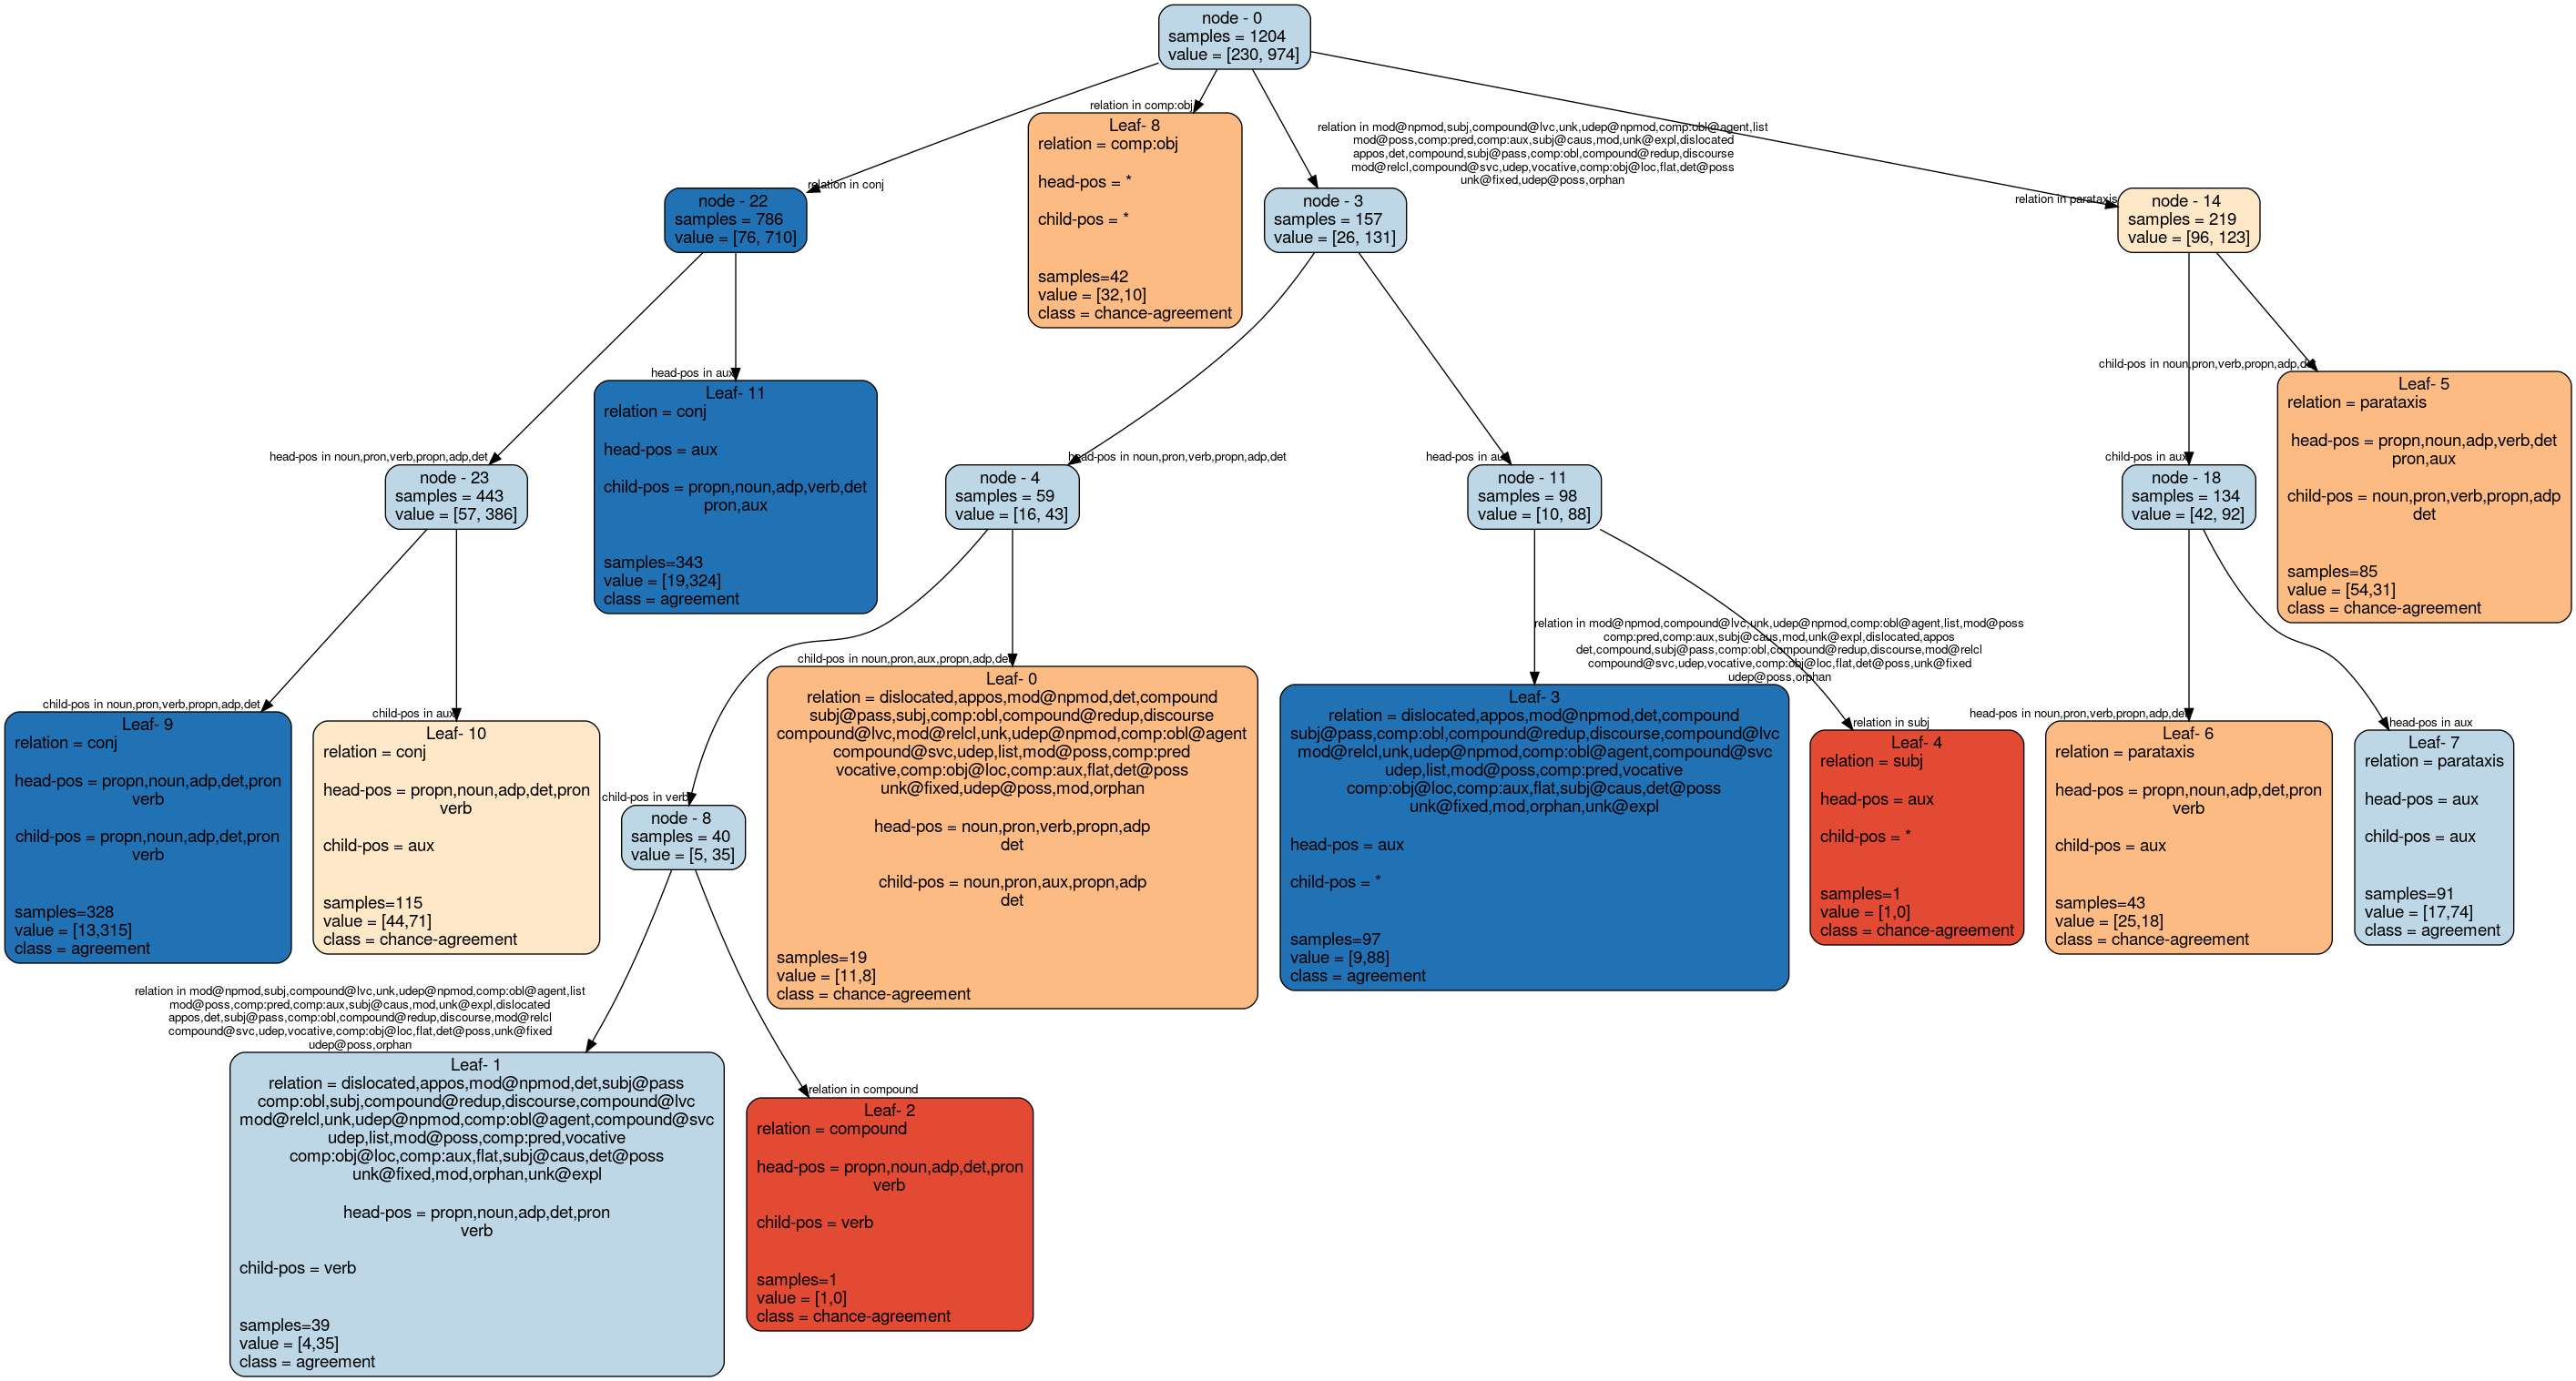 node - 0
samples = 1204
value = [230, 974]
relation in conj
relation in comp:obj
relation in mod@npmod,subj,compound@lvc,unk,udep@npmod,comp:obl@agent,list
mod@poss,comp:pred,comp:aux,subj@caus,mod,unk@expl,dislocated
appos,det,compound,subj@pass,comp:obl,compound@redup,discourse
mod@relcl,compound@svc,udep,vocative,comp:obj@loc,flat,det@poss
unk@fixed,udep@poss,orphan
relation in parataxis
node - 22
samples = 786
value = [76, 710]
Leaf- 8
relation = comp:obj
head-pos = *
child-pos = *
samples=42
value = [32,10]
class = chance-agreement
node - 3
samples = 157
value = [26, 131]
node - 14
samples = 219
value = [96, 123]
head-pos in noun,pron,verb,propn,adp,det
head-pos in aux
head-pos in noun,pron,verb,propn,adp,det
head-pos in aux
child-pos in aux
child-pos in noun,pron,verb,propn,adp,det
node - 23
samples = 443
value = [57, 386]
Leaf- 11
relation = conj
head-pos = aux
child-pos = propn,noun,adp,verb,det
pron,aux
samples=343
value = [19,324]
class = agreement
node - 4
samples = 59
value = [16, 43]
node - 11
samples = 98
value = [10, 88]
node - 18
samples = 134
value = [42, 92]
Leaf- 5
relation = parataxis
head-pos = propn,noun,adp,verb,det
pron,aux
child-pos = noun,pron,verb,propn,adp
det
samples=85
value = [54,31]
class = chance-agreement
child-pos in noun,pron,verb,propn,adp,det
child-pos in aux
child-pos in verb
child-pos in noun,pron,aux,propn,adp,det
relation in mod@npmod,compound@lvc,unk,udep@npmod,comp:obl@agent,list,mod@poss
comp:pred,comp:aux,subj@caus,mod,unk@expl,dislocated,appos
det,compound,subj@pass,comp:obl,compound@redup,discourse,mod@relcl
compound@svc,udep,vocative,comp:obj@loc,flat,det@poss,unk@fixed
udep@poss,orphan
relation in subj
head-pos in noun,pron,verb,propn,adp,det
head-pos in aux
Leaf- 9
relation = conj
head-pos = propn,noun,adp,det,pron
verb
child-pos = propn,noun,adp,det,pron
verb
samples=328
value = [13,315]
class = agreement
Leaf- 10
relation = conj
head-pos = propn,noun,adp,det,pron
verb
child-pos = aux
samples=115
value = [44,71]
class = chance-agreement
node - 8
samples = 40
value = [5, 35]
Leaf- 0
relation = dislocated,appos,mod@npmod,det,compound
subj@pass,subj,comp:obl,compound@redup,discourse
compound@lvc,mod@relcl,unk,udep@npmod,comp:obl@agent
compound@svc,udep,list,mod@poss,comp:pred
vocative,comp:obj@loc,comp:aux,flat,det@poss
unk@fixed,udep@poss,mod,orphan
head-pos = noun,pron,verb,propn,adp
det
child-pos = noun,pron,aux,propn,adp
det
samples=19
value = [11,8]
class = chance-agreement
Leaf- 3
relation = dislocated,appos,mod@npmod,det,compound
subj@pass,comp:obl,compound@redup,discourse,compound@lvc
mod@relcl,unk,udep@npmod,comp:obl@agent,compound@svc
udep,list,mod@poss,comp:pred,vocative
comp:obj@loc,comp:aux,flat,subj@caus,det@poss
unk@fixed,mod,orphan,unk@expl
head-pos = aux
child-pos = *
samples=97
value = [9,88]
class = agreement
Leaf- 4
relation = subj
head-pos = aux
child-pos = *
samples=1
value = [1,0]
class = chance-agreement
Leaf- 6
relation = parataxis
head-pos = propn,noun,adp,det,pron
verb
child-pos = aux
samples=43
value = [25,18]
class = chance-agreement
Leaf- 7
relation = parataxis
head-pos = aux
child-pos = aux
samples=91
value = [17,74]
class = agreement
relation in mod@npmod,subj,compound@lvc,unk,udep@npmod,comp:obl@agent,list
mod@poss,comp:pred,comp:aux,subj@caus,mod,unk@expl,dislocated
appos,det,subj@pass,comp:obl,compound@redup,discourse,mod@relcl
compound@svc,udep,vocative,comp:obj@loc,flat,det@poss,unk@fixed
udep@poss,orphan
relation in compound
Leaf- 1
relation = dislocated,appos,mod@npmod,det,subj@pass
comp:obl,subj,compound@redup,discourse,compound@lvc
mod@relcl,unk,udep@npmod,comp:obl@agent,compound@svc
udep,list,mod@poss,comp:pred,vocative
comp:obj@loc,comp:aux,flat,subj@caus,det@poss
unk@fixed,mod,orphan,unk@expl
head-pos = propn,noun,adp,det,pron
verb
child-pos = verb
samples=39
value = [4,35]
class = agreement
Leaf- 2
relation = compound
head-pos = propn,noun,adp,det,pron
verb
child-pos = verb
samples=1
value = [1,0]
class = chance-agreement